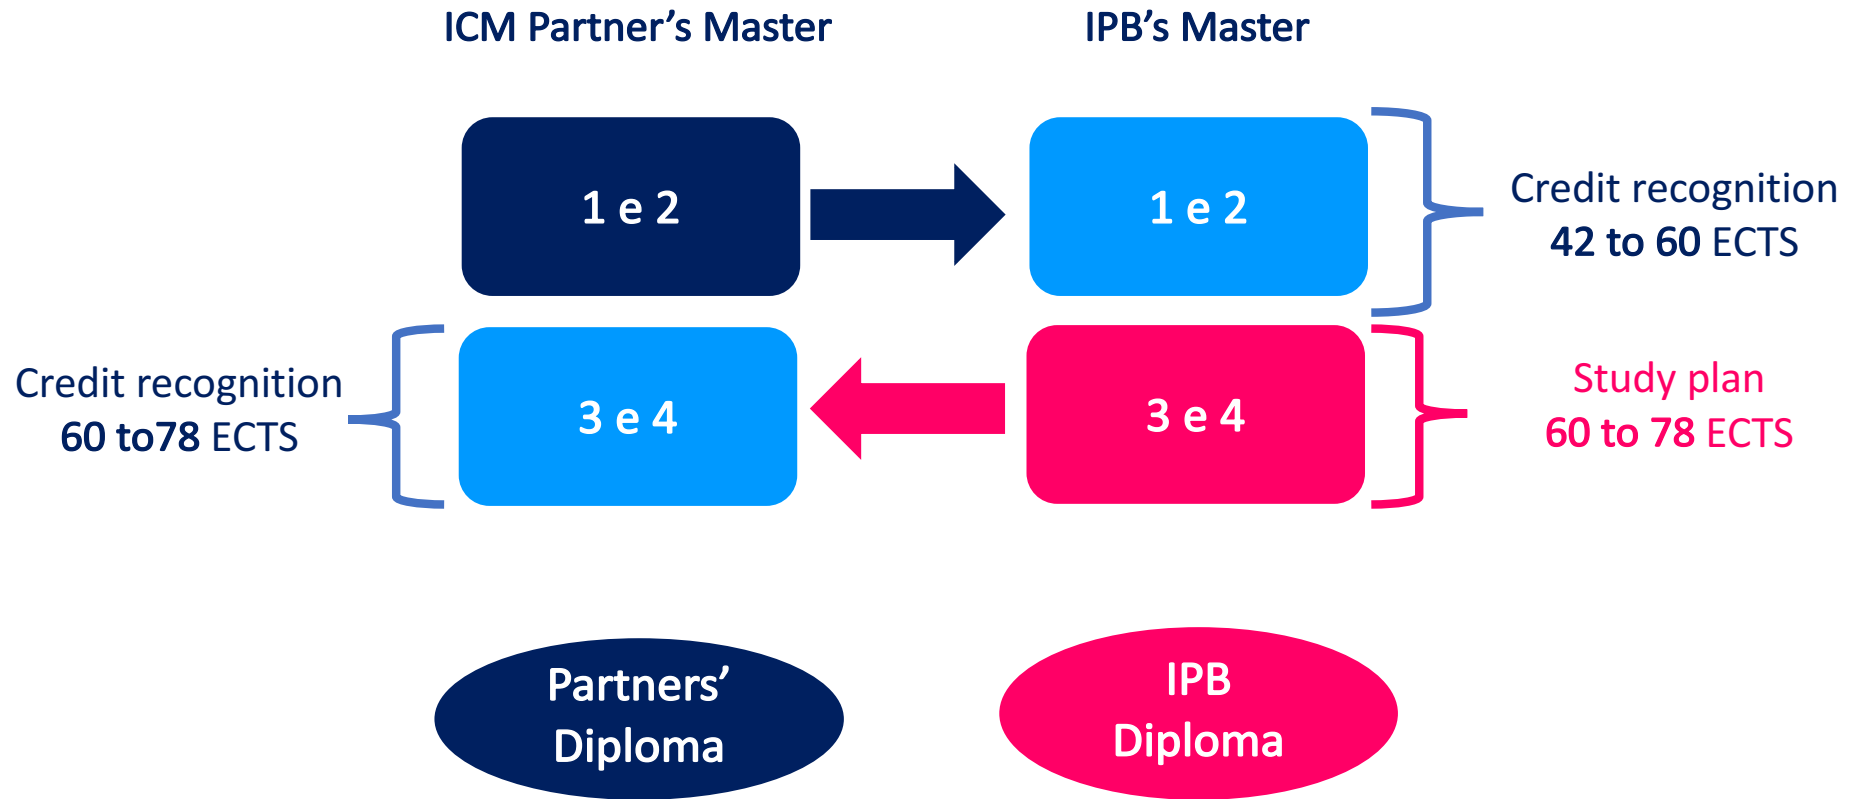 ICM Partner's Master
IPB's Master
1 e 2
1 e 2
Credit recognition
42 to 60 ECTS
Credit recognition
60 to78 ECTS
3 e 4
3 e 4
Study plan
60 to 78 ECTS
Partners'
Diploma
IPB
Diploma